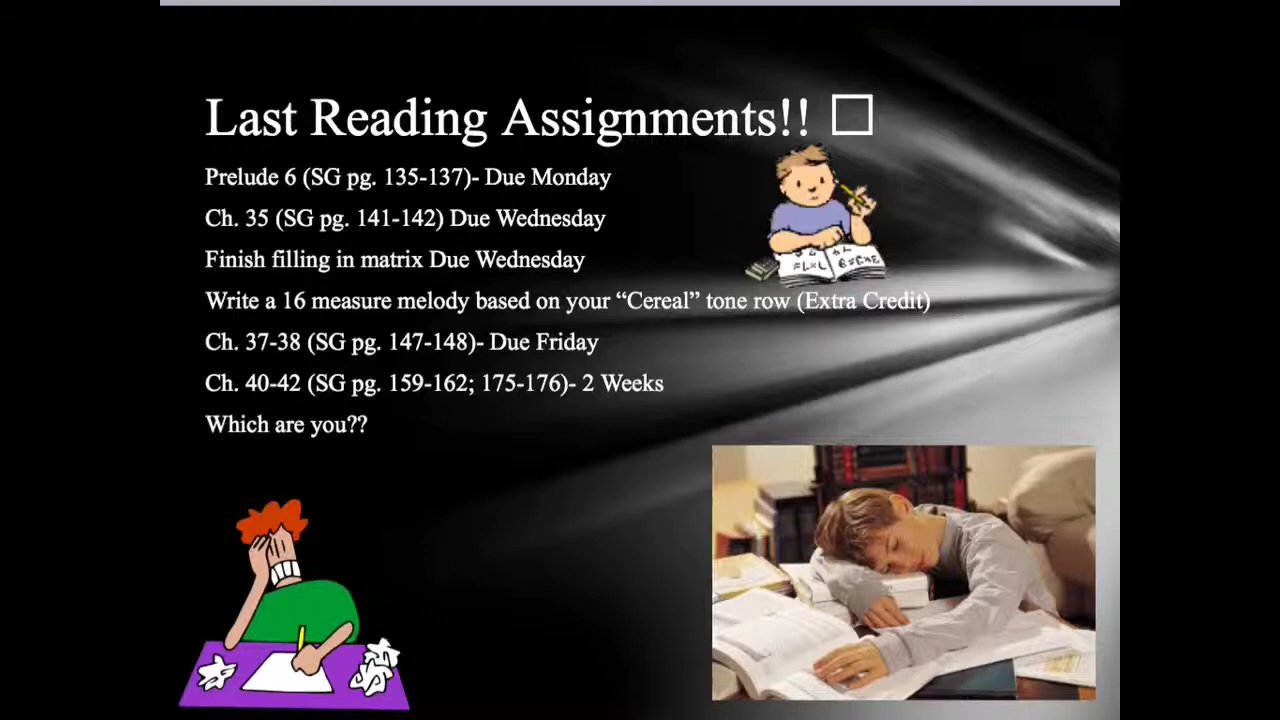 Last Reading Assignments!! □
Prelude 6 (SG pg. 135-137)- Due Monday
Ch. 35 (SG pg. 141-142) Due Wednesday
Finish filling in matrix Due Wednesday
Write a 16 measure melody based on your “Cereal” tone row (Extra Credit)
Ch. 37-38 (SG pg. 147-148)- Due Friday
Ch. 40-42 (SG pg. 159-162; 175-176)- 2 Weeks
Which are you??